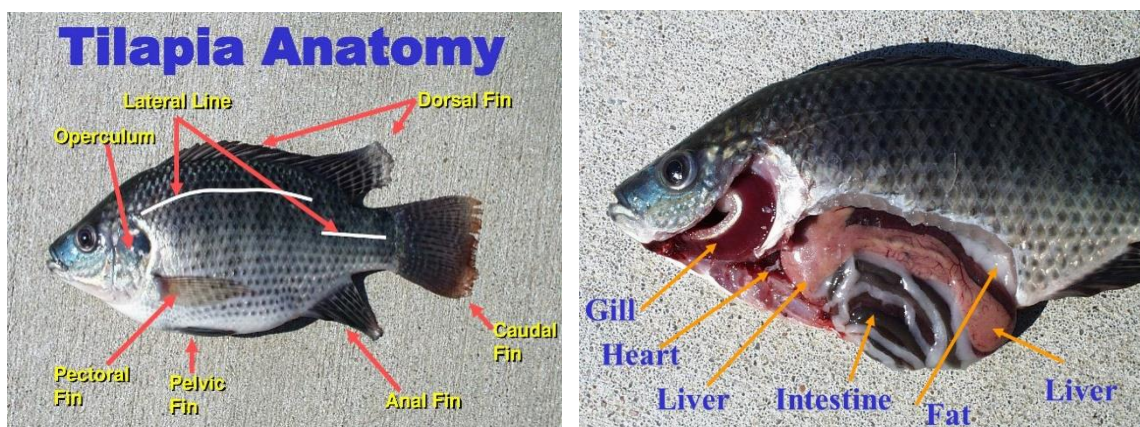 Tilapia Anatomy
Lateral Line
Dorsal Fin
Operculum
Pectoral
Fin
Pelvic
Fin
Anal Fin
Caudal
Fin
Gill
Heart
Liver
Intestine
Fat
Liver